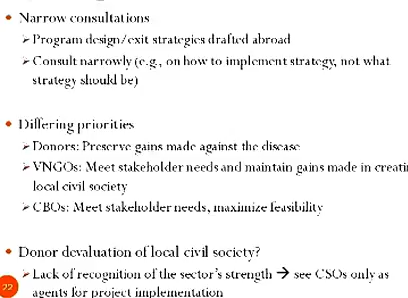 • Narrow consultations
➢Program design/exit strategies drafted abroad
➢Consult narrowly (e.g., on how to implement strategy, not what
strategy should be)
• Differing priorities
➢Donors: Preserve gains made against the disease
➢VNGOs: Meet stakeholder needs and maintain gains made in creati
local civil society
➢CBOs: Meet stakeholder needs, maximize feasibility
• Donor devaluation of local civil society?
➢Lack of recognition of the sector's strength → see CSOs only as
22
agents for project implementation